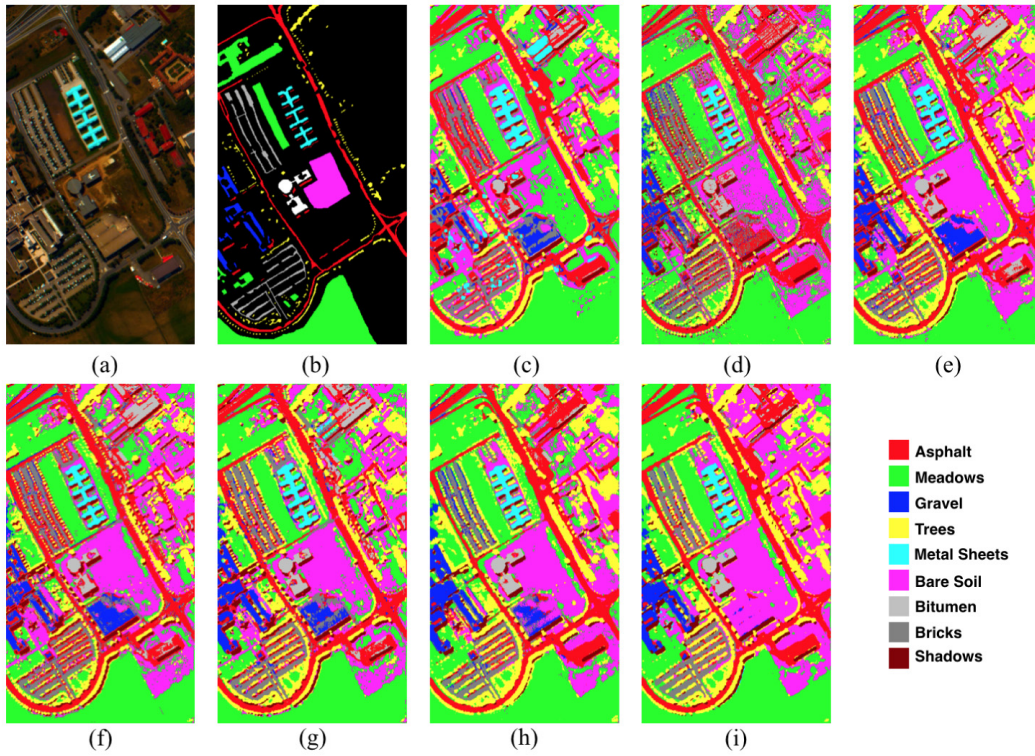 (a)
(b)
(c)
(d)
(e)
Asphalt
Meadows
Gravel
Trees
Metal Sheets
Bare Soil
Bitumen
Bricks
Shadows
(f)
(g)
(h)
(i)